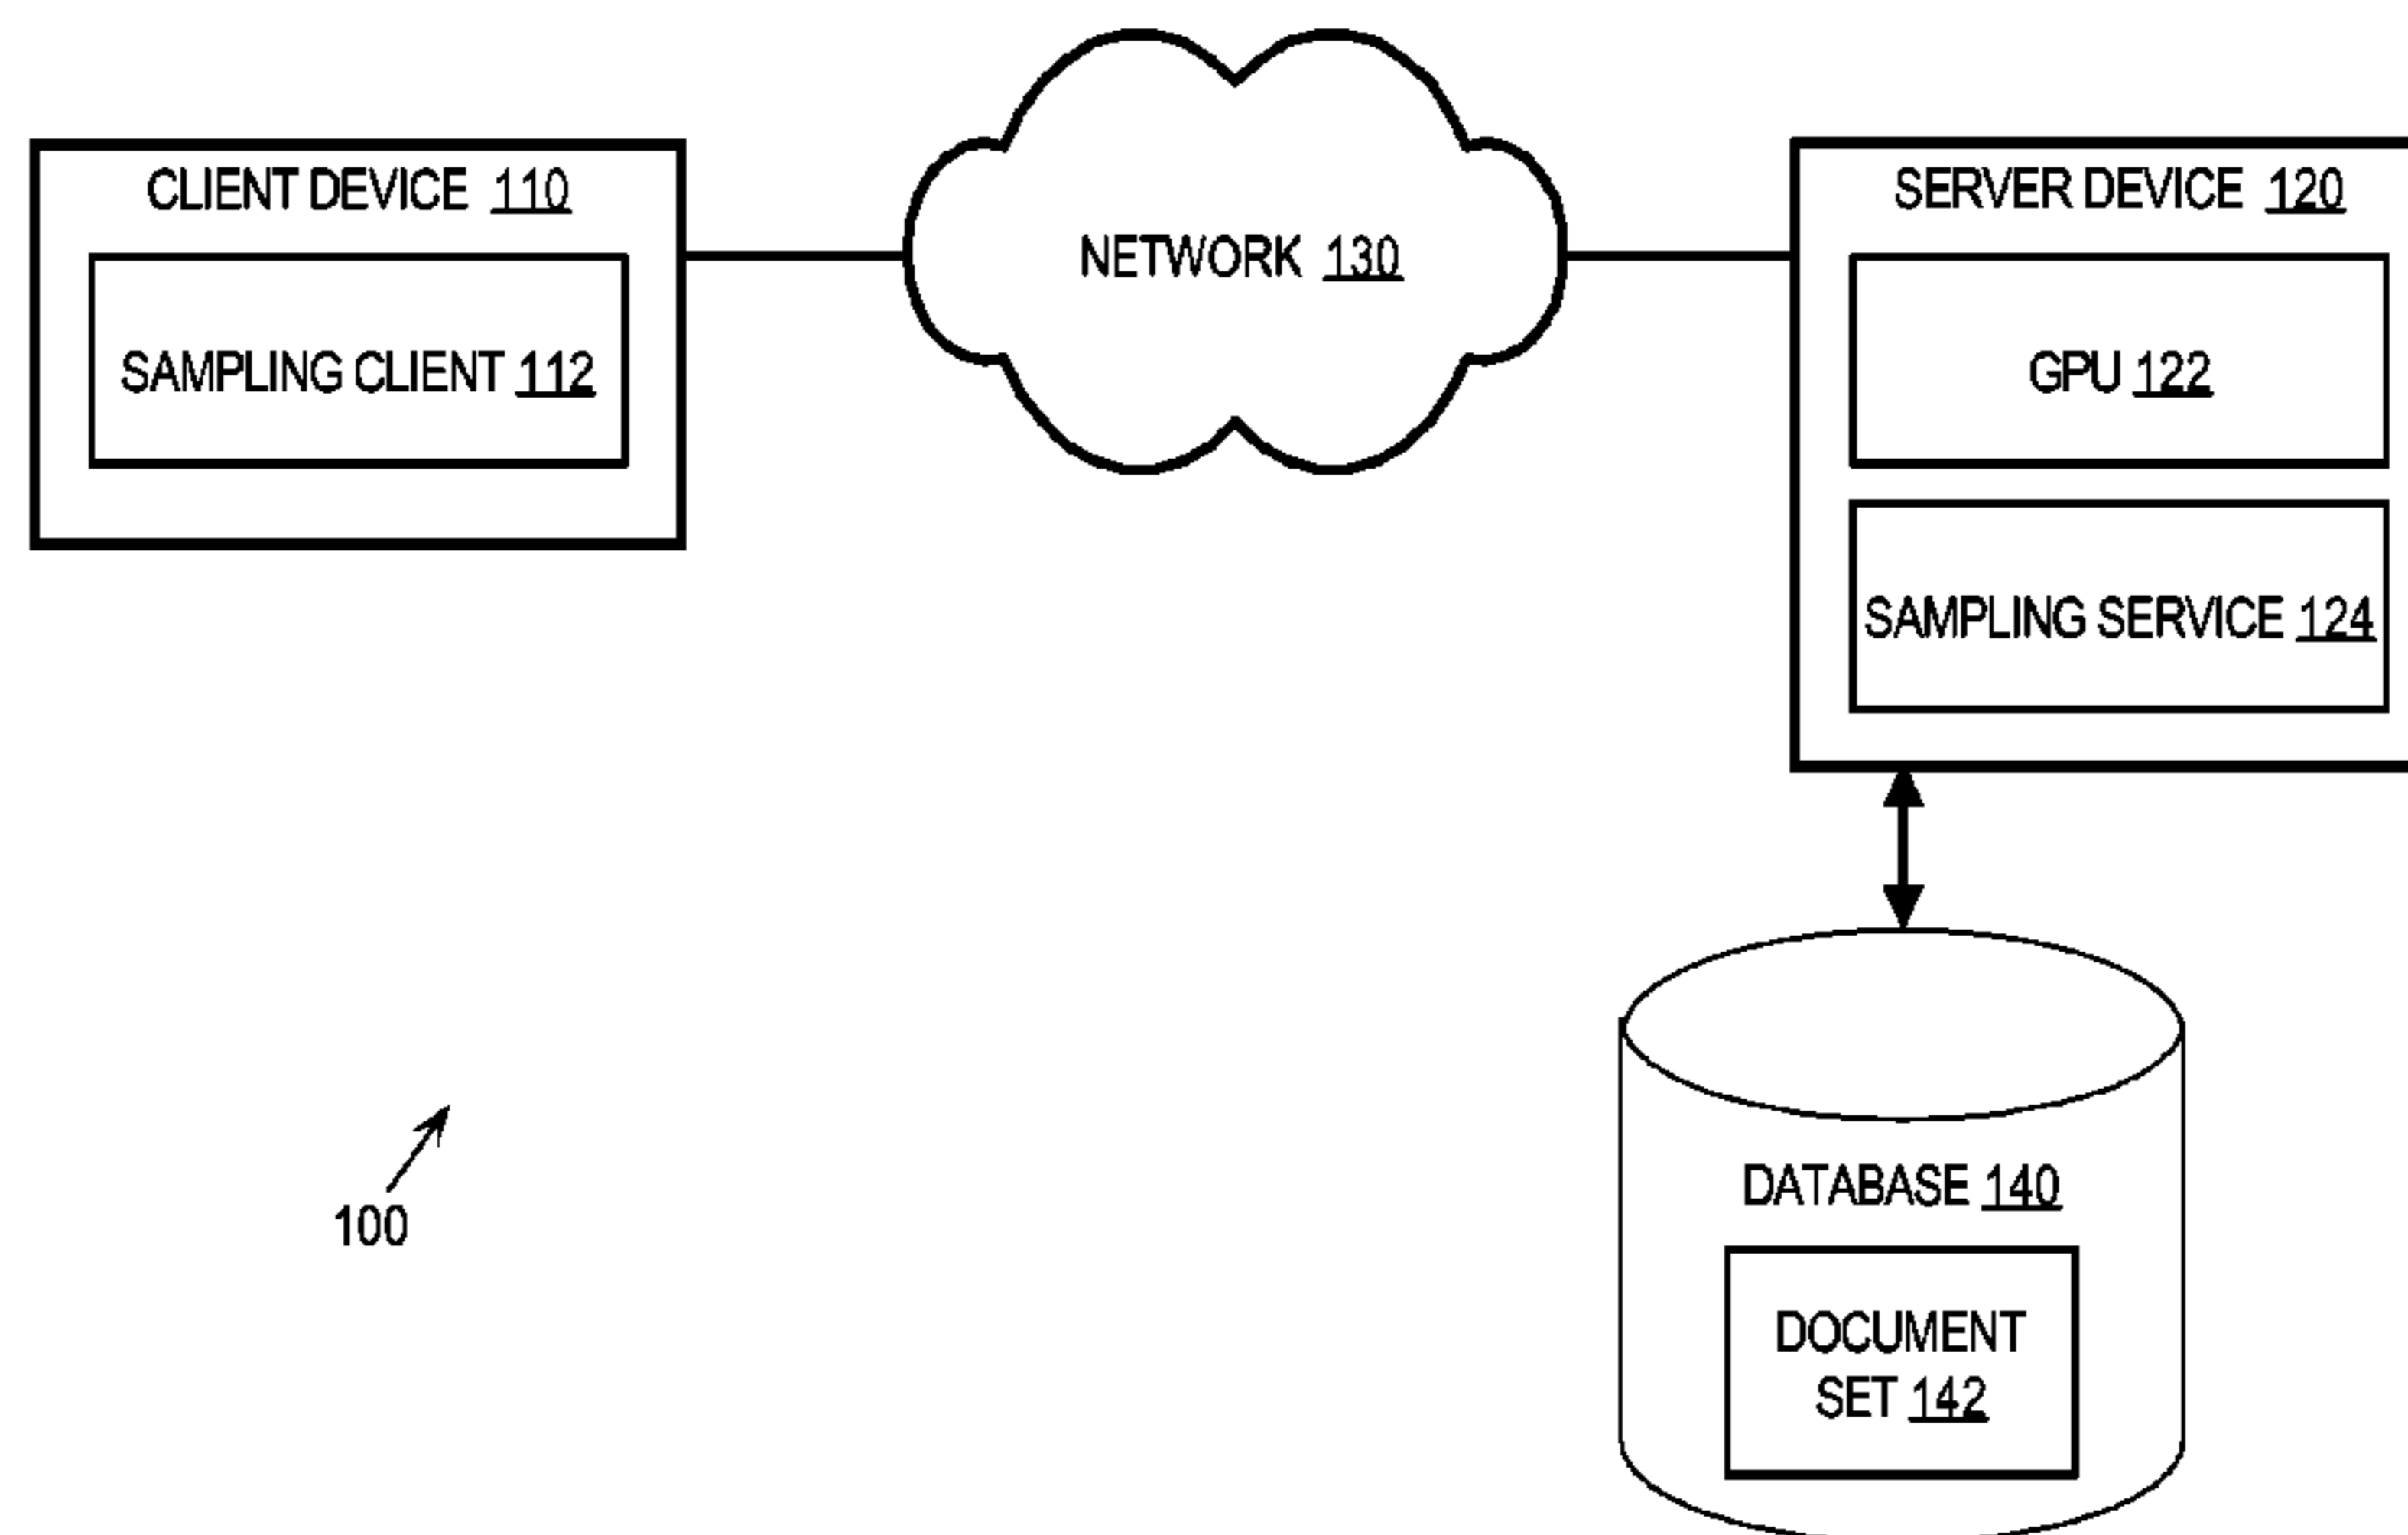 CLIENT DEVICE 110
SAMPLING CLIENT 112
NETWORK 130
SERVER DEVICE 120
GPU 122
SAMPLING SERVICE 124
DATABASE 140
DOCUMENT
SET 142
100